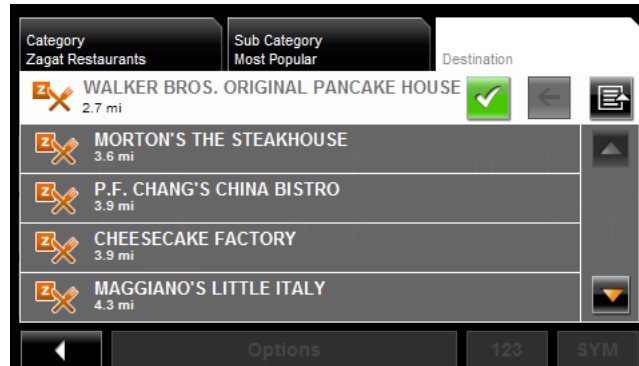 Category
Zagat Restaurants
Sub Category
Most Popular
Destination
WALKER BROS. ORIGINAL PANCAKE HOUSE
2.7 mi
MORTON'S THE STEAKHOUSE
3.6 mi
P.F. CHANG'S CHINA BISTRO
3.9 mi
CHEESECAKE FACTORY
3.9 mi
MAGGIANO'S LITTLE ITALY
4.3 mi
Options
123
SYM